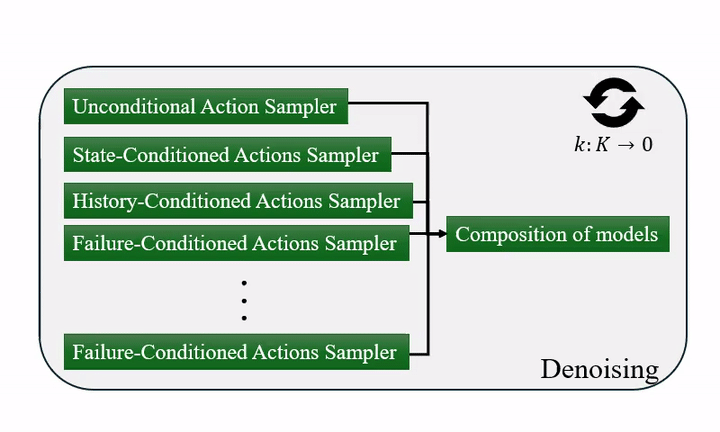 Unconditional Action Sampler
State-Conditioned Actions Sampler
History-Conditioned Actions Sampler
Failure-Conditioned Actions Sampler
Failure-Conditioned Actions Sampler
Composition of models
k: K → 0
Denoising